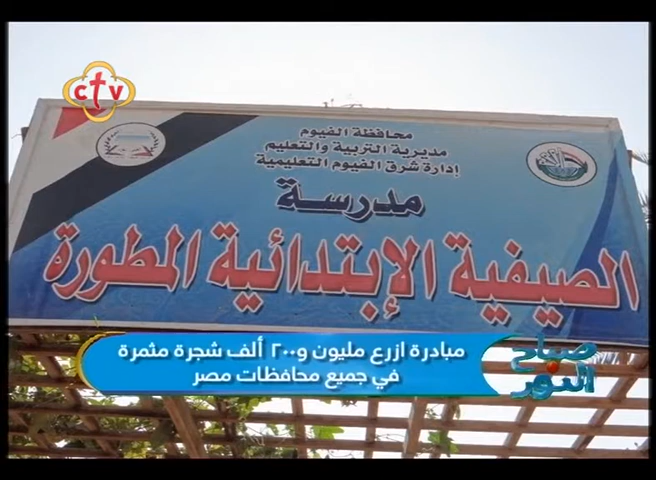 CTV
محافظة الفيوم
مديرية التربية والتعليم
إدارة شرق الفيوم التعليمية
مدرسة
الصيفية الإبتدائية المطورة
مبادرة ازرع مليون و٢٠٠ ألف شجرة مثمرة
في جميع محافظات مصر
صباح
النور